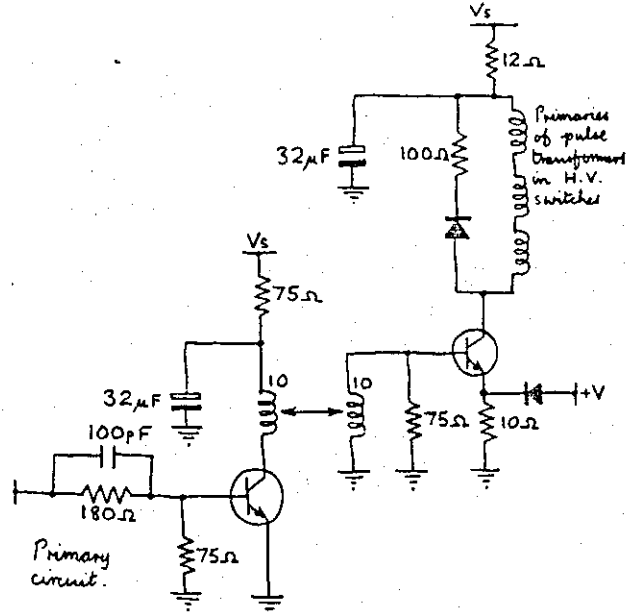 Vs
12Ω
Primaries
of pulse
transformers
in H.V.
switches
32μF
100Ω
Vs
75Ω
32μF
10
10
75Ω
10Ω
+V
100pF
180Ω
75Ω
Primary
circuit.